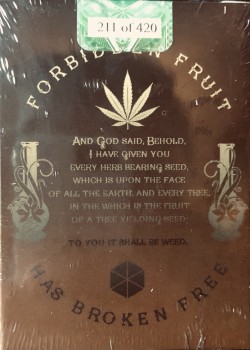 211 of 420
FORBIDDEN FRUIT
AND GOD SAID, BEHOLD,
I HAVE GIVEN YOU
EVERY HERB BEARING SEED,
WHICH IS UPON THE FACE
OF ALL THE EARTH, AND EVERY TREE,
IN THE WHICH IS THE FRUIT
OF A TREE YIELDING SEED;
TO YOU IT SHALL BE WEED.
HAS BROKEN FREE